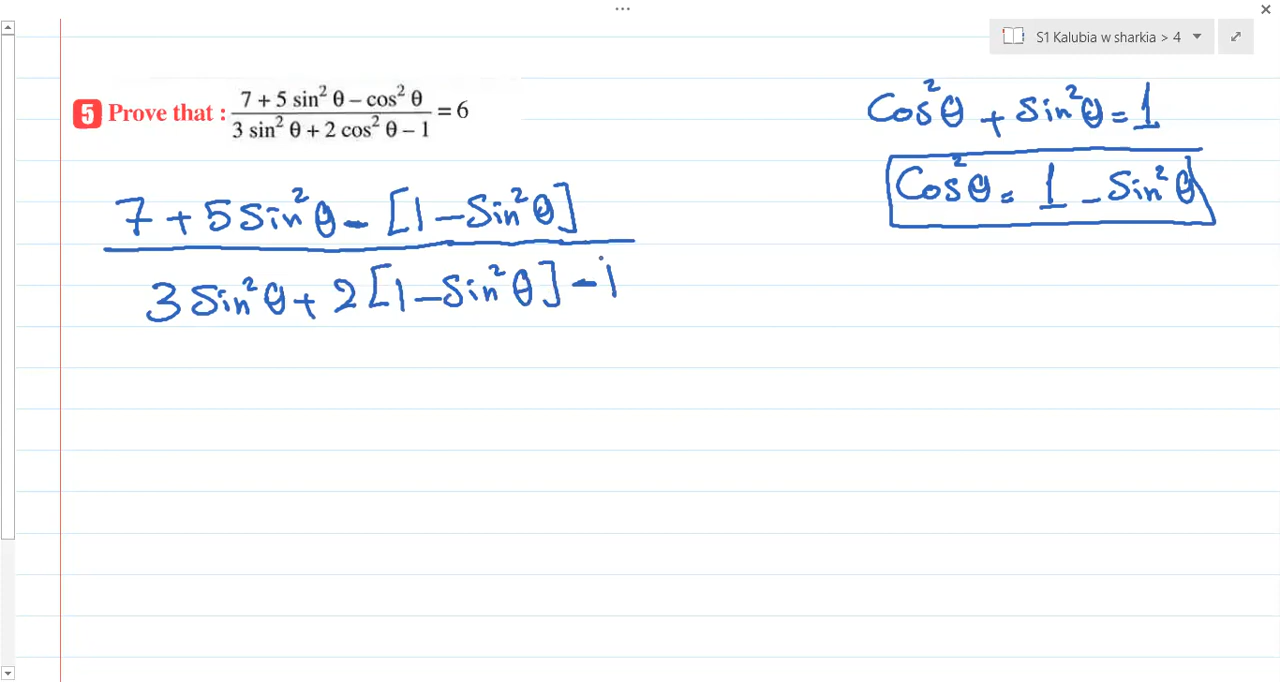 S1 Kalubia w sharkia > 4
5 Prove that : (7 + 5 sin² θ – cos² θ) / (3 sin² θ + 2 cos² θ – 1) = 6
Cos²θ + Sin²θ = 1
Cos²θ = 1 - Sin²θ
7 + 5 Sin²θ - [1 - Sin²θ]
3 Sin²θ + 2 [1 - Sin²θ] - 1